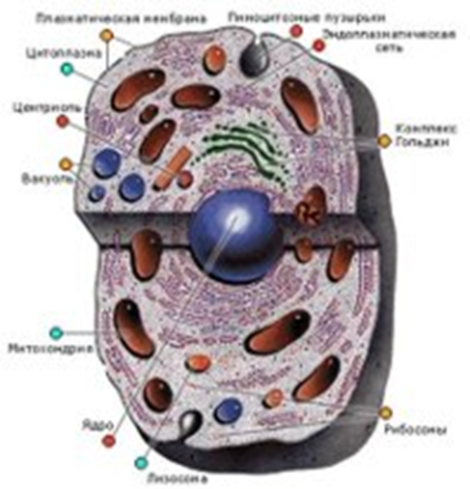 Плазматическая мембрана
Пиноцитозные пузырьки
Эндоплазматическая
сеть
Цитоплазма
Центриоль
Комплекс
Гольджи
Вакуоль
Митохондрия
Ядро
Рибосомы
Лизосома